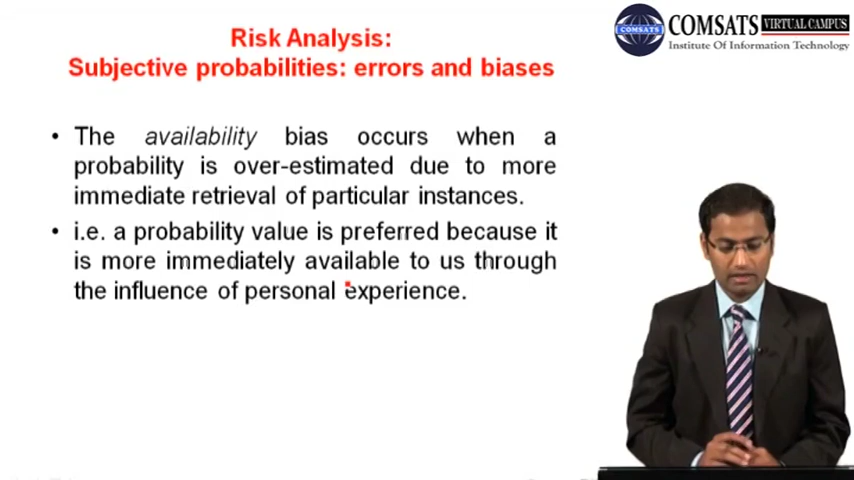 Risk Analysis:
Subjective probabilities: errors and biases
• The availability bias occurs when a
probability is over-estimated due to more
immediate retrieval of particular instances.
• i.e. a probability value is preferred because it
is more immediately available to us through
the influence of personal experience.
COMSATS
COMSATS VIRTUAL CAMPUS
Institute Of Information Technology